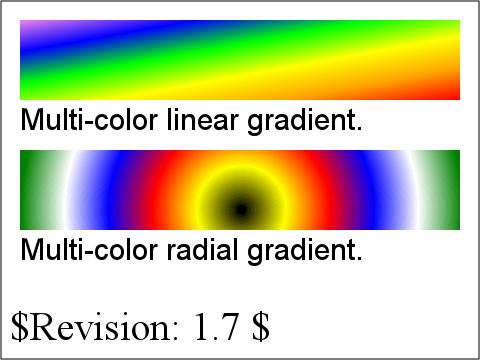 Multi-color linear gradient.
Multi-color radial gradient.
$Revision: 1.7 $